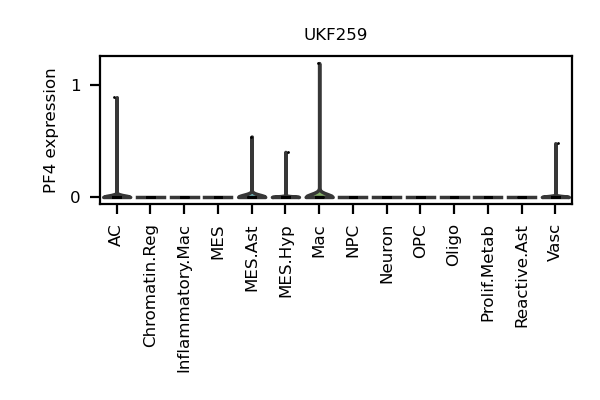 UKF259
PF4 expression
1
0
AC
Chromatin.Reg
Inflammatory.Mac
MES
MES.Ast
MES.Hyp
Mac
NPC
Neuron
OPC
Oligo
Prolif.Metab
Reactive.Ast
Vasc